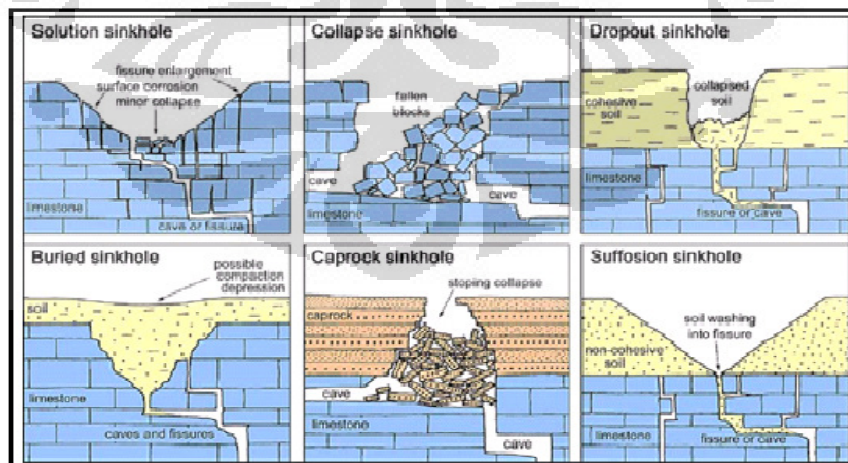 Solution sinkhole
fissure enlargement
surface corrosion
minor collapse
limestone
cave or fissure
Collapse sinkhole
fallen
blocks
cave
cave
limestone
Dropout sinkhole
collapsed
soil
cohesive
soil
limestone
fissure or cave
Buried sinkhole
possible
compaction
depression
soil
limestone
caves and fissures
Caprock sinkhole
stoping collapse
caprock
cave
limestone
cave
Suffosion sinkhole
soil washing
into fissure
non-cohesive
soil
limestone
fissure or cave